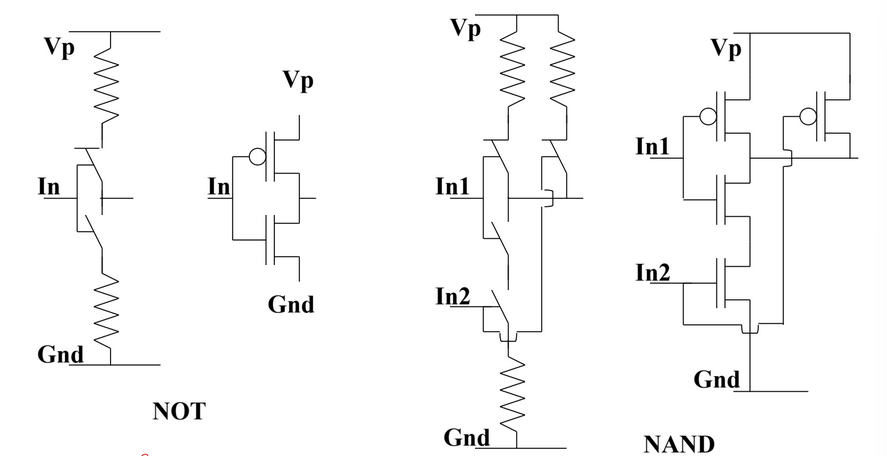 Vp
In
Gnd
Vp
In
Gnd
NOT
Vp
In1
In2
Gnd
Vp
In1
In2
Gnd
NAND